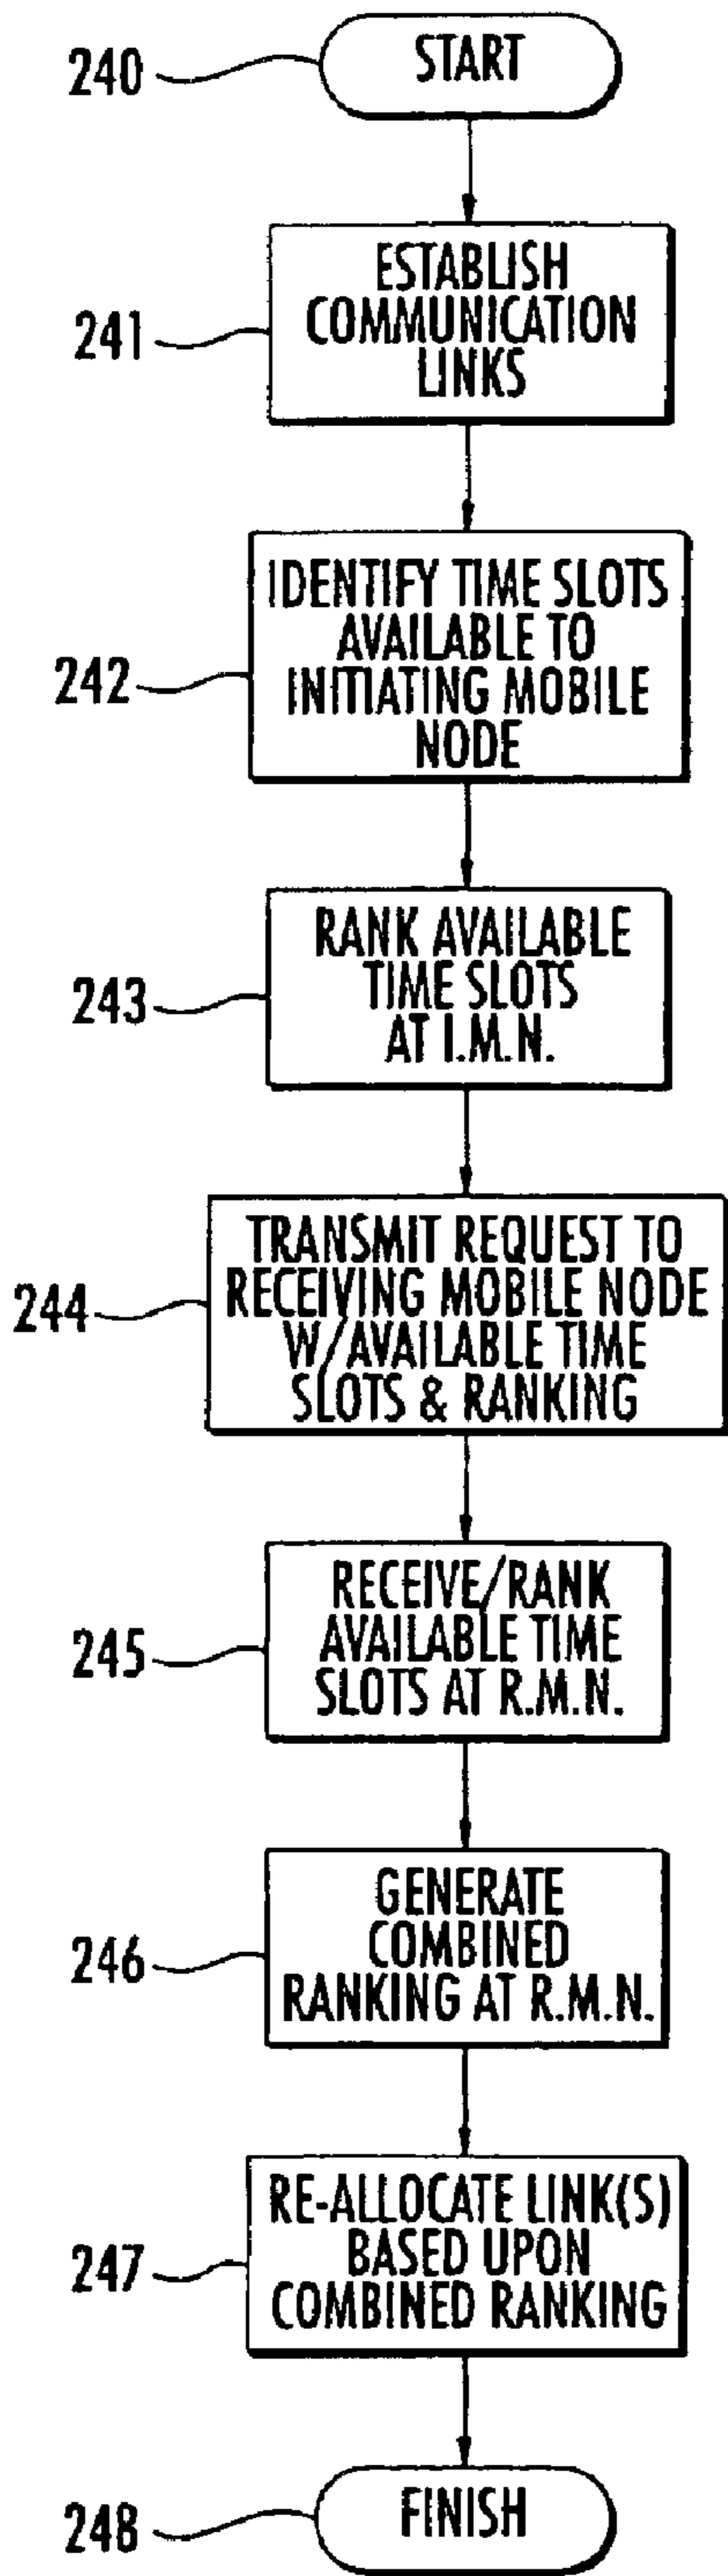 240
START
241
ESTABLISH
COMMUNICATION
LINKS
242
IDENTIFY TIME SLOTS
AVAILABLE TO
INITIATING MOBILE
NODE
243
RANK AVAILABLE
TIME SLOTS
AT I.M.N.
244
TRANSMIT REQUEST TO
RECEIVING MOBILE NODE
W/AVAILABLE TIME
SLOTS & RANKING
245
RECEIVE/RANK
AVAILABLE TIME
SLOTS AT R.M.N.
246
GENERATE
COMBINED
RANKING AT R.M.N.
247
RE-ALLOCATE LINK(S)
BASED UPON
COMBINED RANKING
248
FINISH